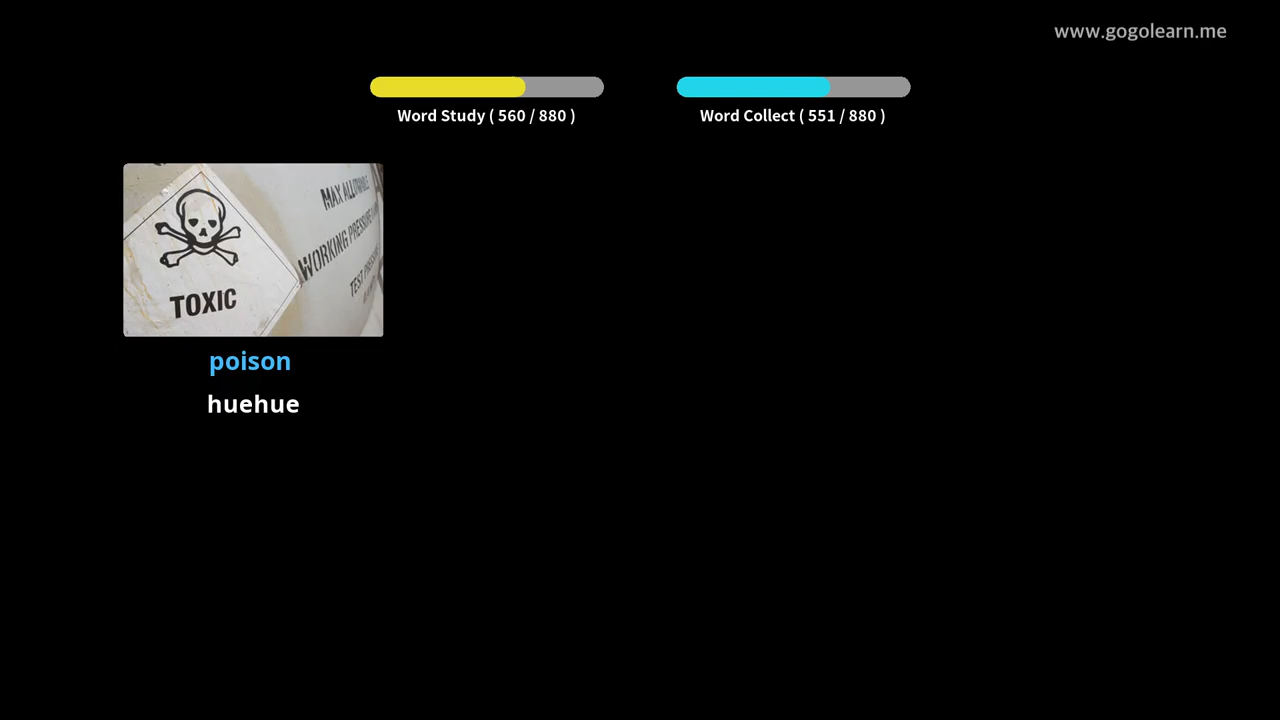 www.gogolearn.me
Word Study ( 560 / 880 )
Word Collect ( 551 / 880 )
MAX ALLOWABLE
WORKING PRESSURE
TEST
TOXIC
poison
huehue